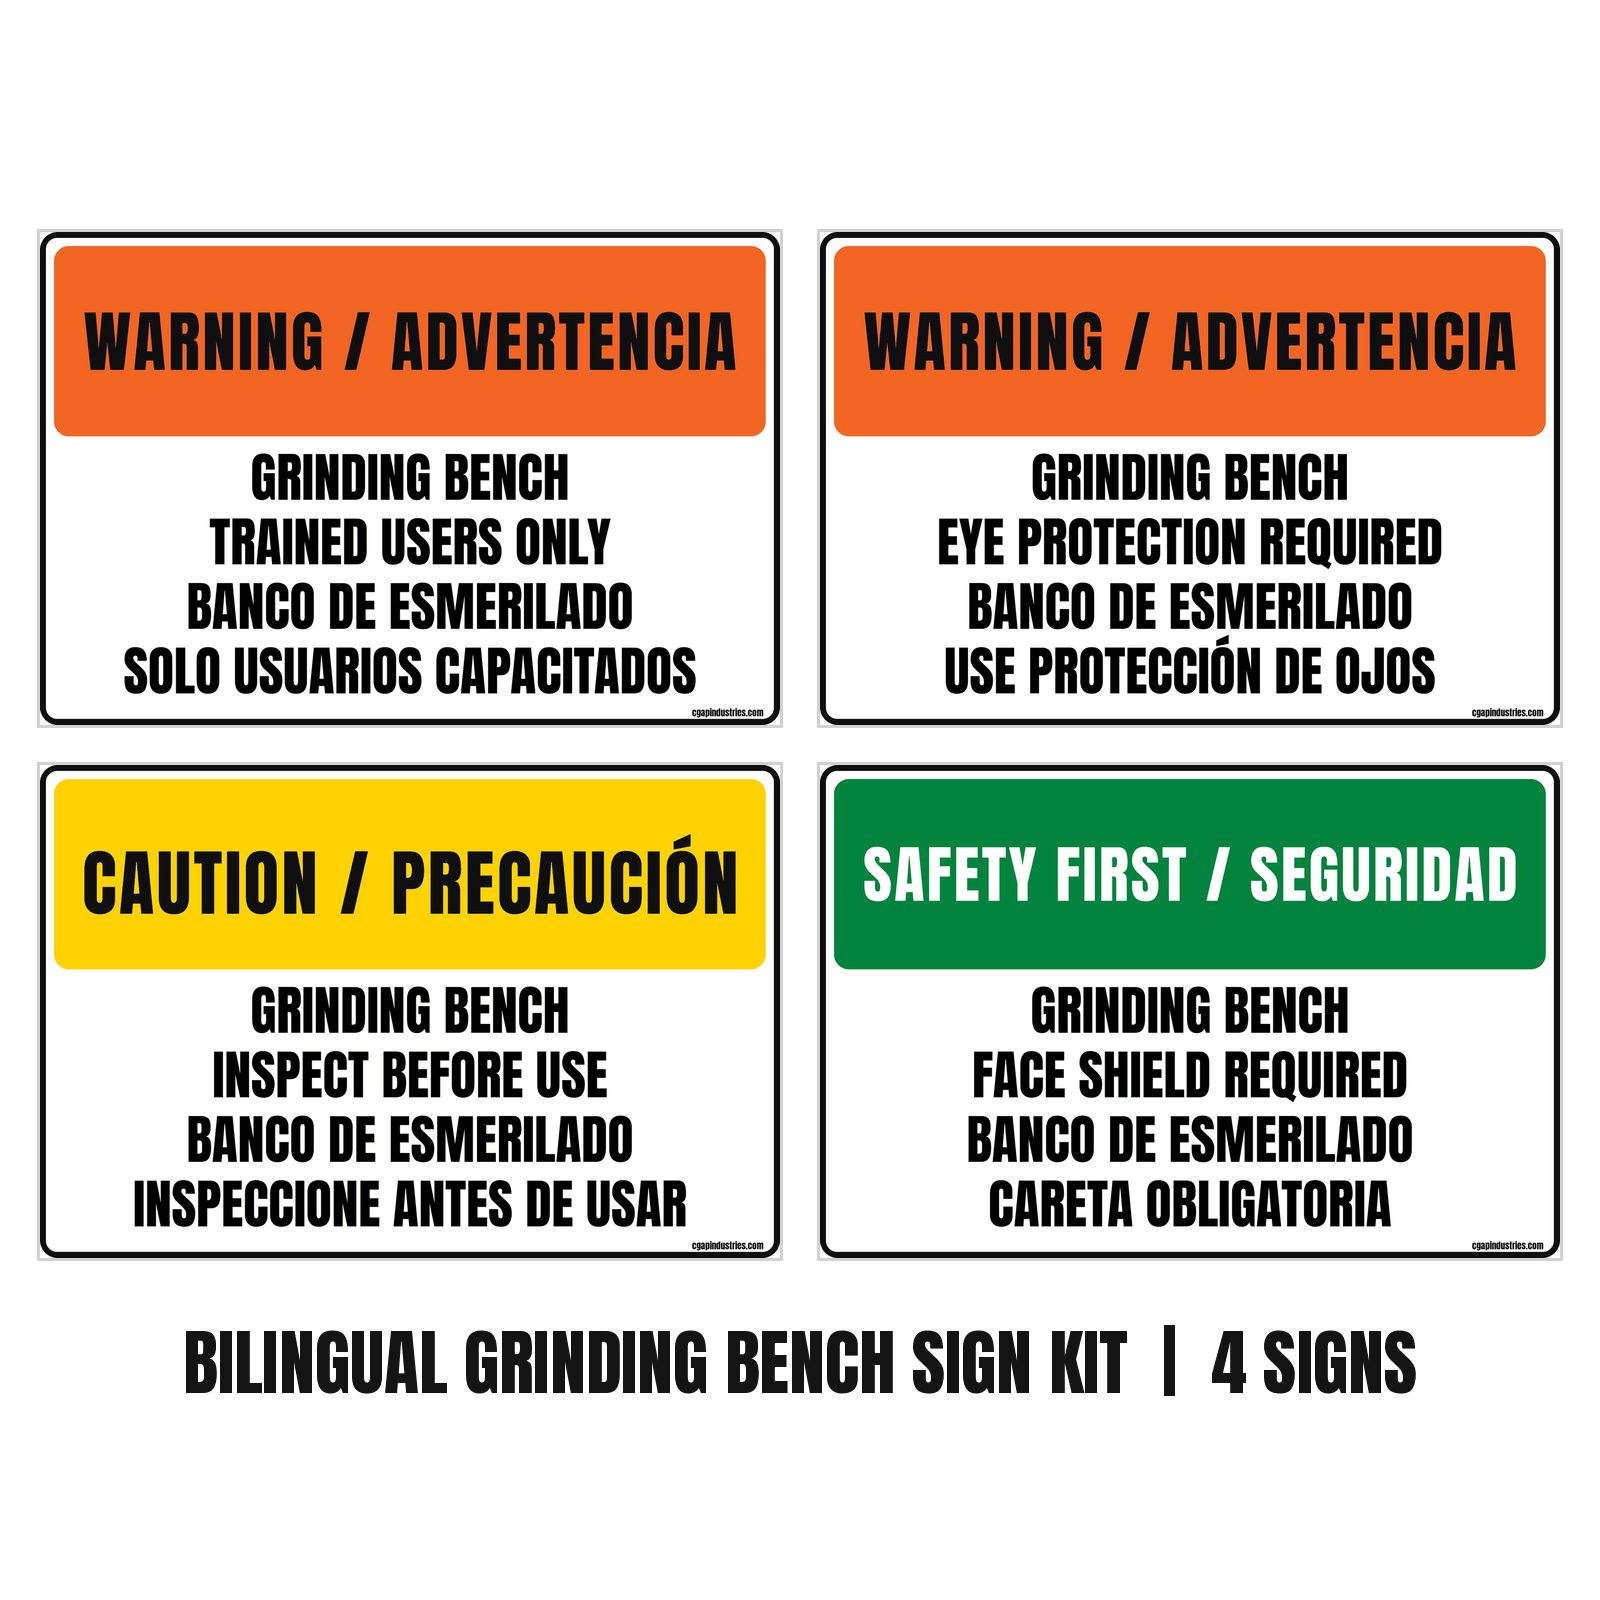 WARNING / ADVERTENCIA
GRINDING BENCH
TRAINED USERS ONLY
BANCO DE ESMERILADO
SOLO USUARIOS CAPACITADOS
cgapindustries.com
WARNING / ADVERTENCIA
GRINDING BENCH
EYE PROTECTION REQUIRED
BANCO DE ESMERILADO
USE PROTECCIÓN DE OJOS
cgapindustries.com
CAUTION / PRECAUCIÓN
GRINDING BENCH
INSPECT BEFORE USE
BANCO DE ESMERILADO
INSPECCIONE ANTES DE USAR
cgapindustries.com
SAFETY FIRST / SEGURIDAD
GRINDING BENCH
FACE SHIELD REQUIRED
BANCO DE ESMERILADO
CARETA OBLIGATORIA
cgapindustries.com
BILINGUAL GRINDING BENCH SIGN KIT | 4 SIGNS